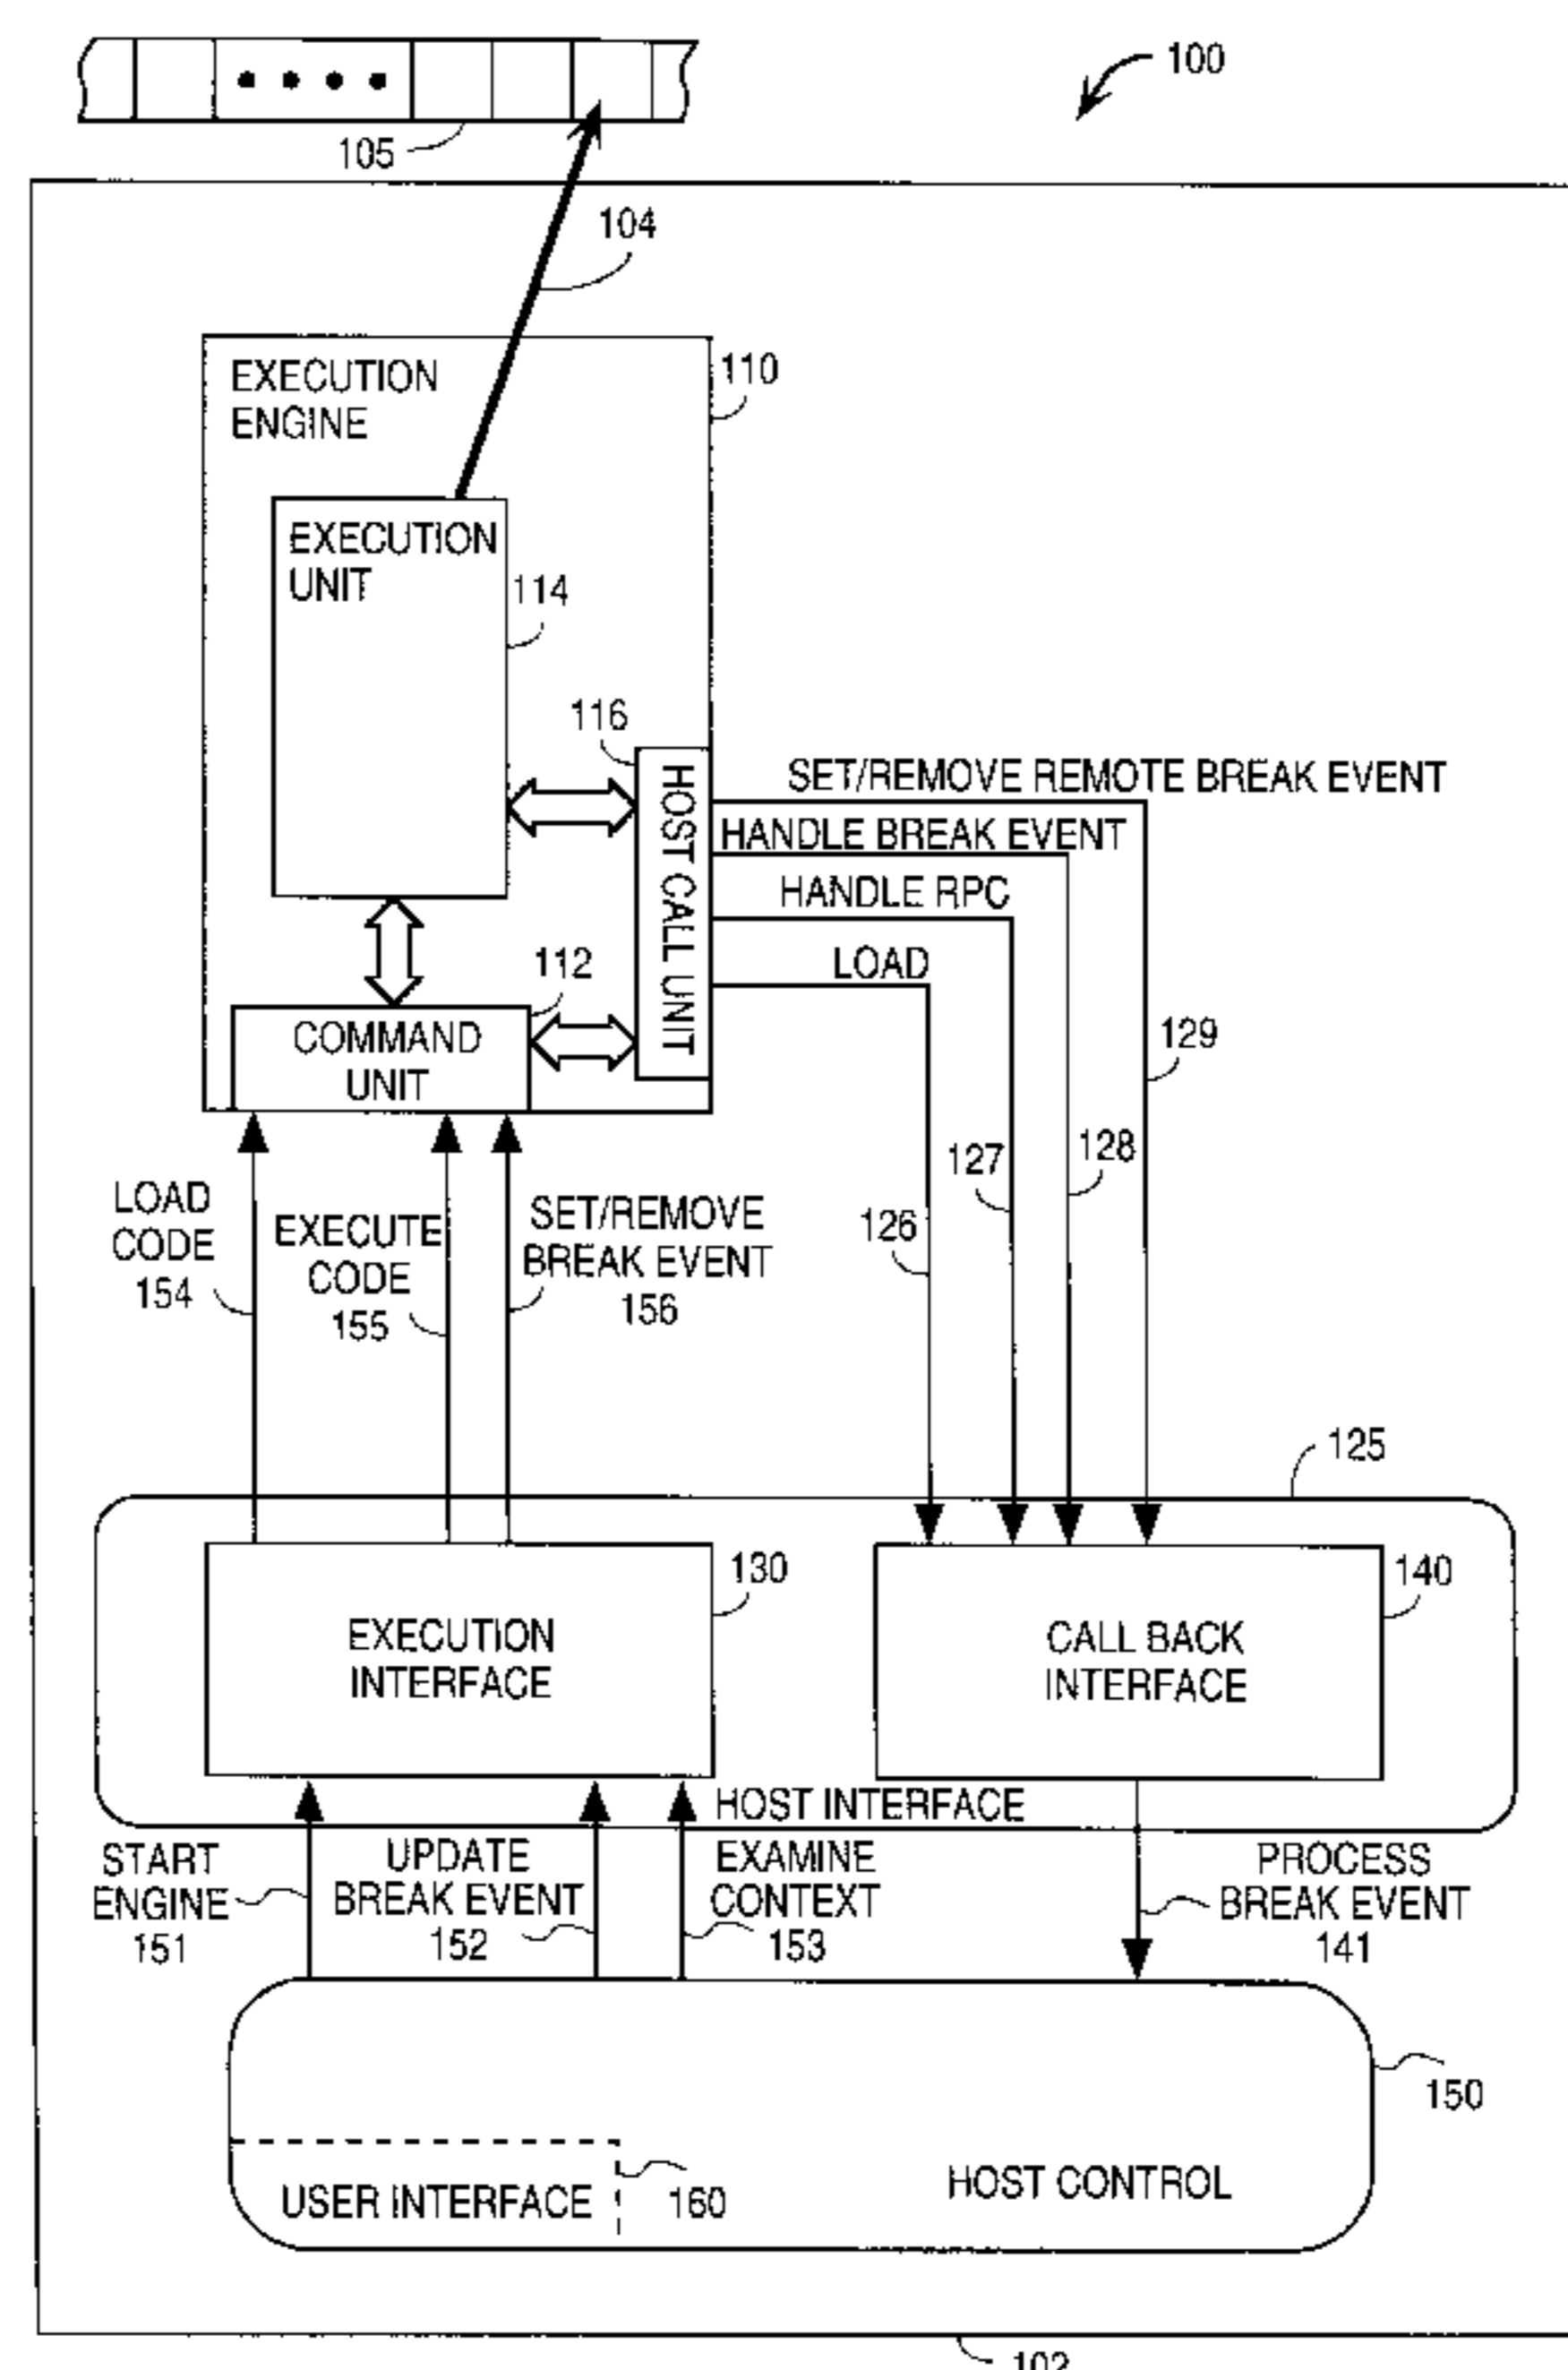 100
105
104
EXECUTION
ENGINE
110
EXECUTION
UNIT
114
116
HOST CALL UNIT
SET/REMOVE REMOTE BREAK EVENT
HANDLE BREAK EVENT
HANDLE RPC
LOAD
112
COMMAND
UNIT
129
128
127
126
LOAD
CODE
154
EXECUTE
CODE
155
SET/REMOVE
BREAK EVENT
156
125
130
EXECUTION
INTERFACE
140
CALL BACK
INTERFACE
HOST INTERFACE
START
ENGINE
151
UPDATE
BREAK EVENT
152
EXAMINE
CONTEXT
153
PROCESS
BREAK EVENT
141
150
USER INTERFACE
160
HOST CONTROL
102